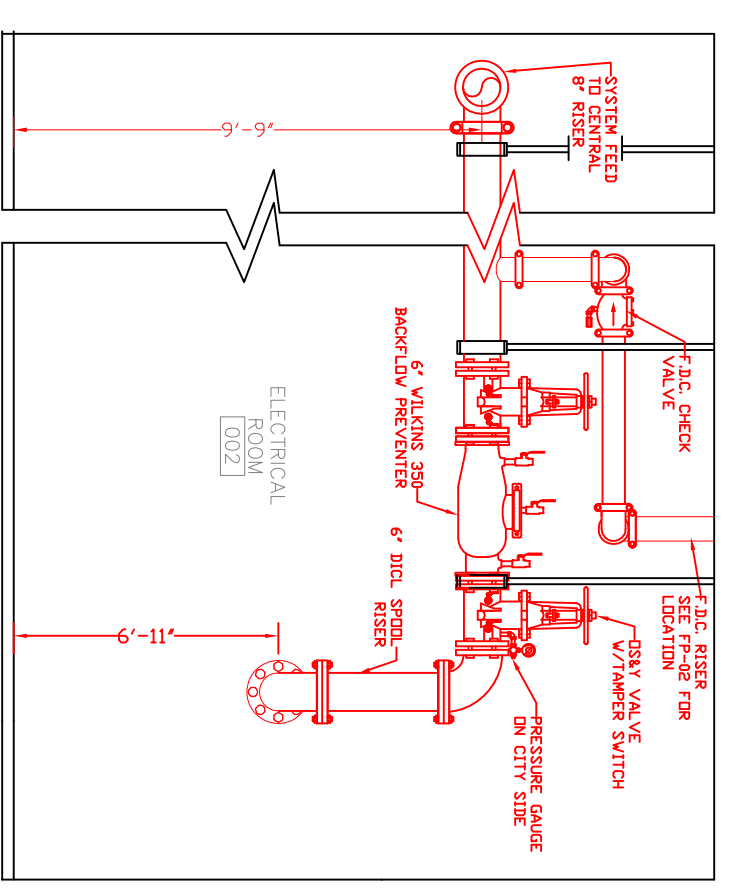 SYSTEM FEED
TO CENTRAL
8" RISER
9'-9"
F.D.C. CHECK
VALVE
6" WILKINS 350
BACKFLOW PREVENTER
ELECTRICAL
ROOM
002
F.D.C. RISER
SEE FP-02 FOR
LOCATION
OS&Y VALVE
W/TAMPER SWITCH
6" DICL SPOOL
RISER
PRESSURE GAUGE
ON CITY SIDE
6'-11"